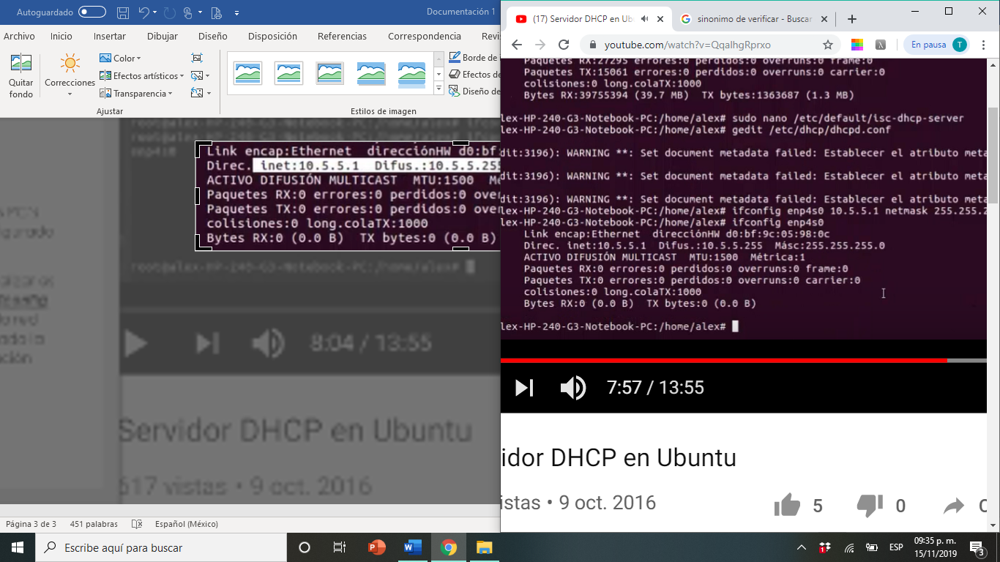 Autoguardado
Documentación 1
Archivo Inicio Insertar Dibujar Diseño Disposición Referencias Correspondencia Revis
Quitar fondo
Correcciones
Color
Efectos artísticos
Transparencia
Ajustar
Estilos de imagen
Borde de i
Efectos de
Diseño de
Link encap:Ethernet direcciónHW d0:bf:
Direc. inet:10.5.5.1 Difus.:10.5.5.255
ACTIVO DIFUSIÓN MULTICAST MTU:1500 Mé
Paquetes RX:0 errores:0 perdidos:0 over
Paquetes TX:0 errores:0 perdidos:0 over
colisiones:0 long.colaTX:1000
Bytes RX:0 (0.0 B) TX bytes:0 (0.0 B)
root@alex-HP-240-G3-Notebook-PC:/home/alex#
8:04 / 13:55
Servidor DHCP en Ubuntu
617 vistas • 9 oct. 2016
Página 3 de 3 451 palabras Español (México)
(17) Servidor DHCP en Ub
sinonimo de verificar - Buscar
youtube.com/watch?v=QqaIhgRprxo
En pausa T
Paquetes RX:27295 errores:0 perdidos:0 overruns:0 frame:0
Paquetes TX:15061 errores:0 perdidos:0 overruns:0 carrier:0
colisiones:0 long.colaTX:1000
Bytes RX:39755394 (39.7 MB) TX bytes:1363687 (1.3 MB)
lex-HP-240-G3-Notebook-PC:/home/alex# sudo nano /etc/default/isc-dhcp-server
lex-HP-240-G3-Notebook-PC:/home/alex# gedit /etc/dhcp/dhcpd.conf
dit:3196): WARNING **: Set document metadata failed: Establecer el atributo meta
dit:3196): WARNING **: Set document metadata failed: Establecer el atributo meta
dit:3196): WARNING **: Set document metadata failed: Establecer el atributo meta
lex-HP-240-G3-Notebook-PC:/home/alex# ifconfig enp4s0 10.5.5.1 netmask 255.255.2
lex-HP-240-G3-Notebook-PC:/home/alex# ifconfig enp4s0
Link encap:Ethernet direcciónHW d0:bf:9c:05:98:0c
Direc. inet:10.5.5.1 Difus.:10.5.5.255 Másc:255.255.255.0
ACTIVO DIFUSIÓN MULTICAST MTU:1500 Métrica:1
Paquetes RX:0 errores:0 perdidos:0 overruns:0 frame:0
Paquetes TX:0 errores:0 perdidos:0 overruns:0 carrier:0
colisiones:0 long.colaTX:1000
Bytes RX:0 (0.0 B) TX bytes:0 (0.0 B)
lex-HP-240-G3-Notebook-PC:/home/alex#
7:57 / 13:55
idor DHCP en Ubuntu
istas • 9 oct. 2016
5 0 C
Escribe aquí para buscar
ESP
09:35 p. m.
15/11/2019
3